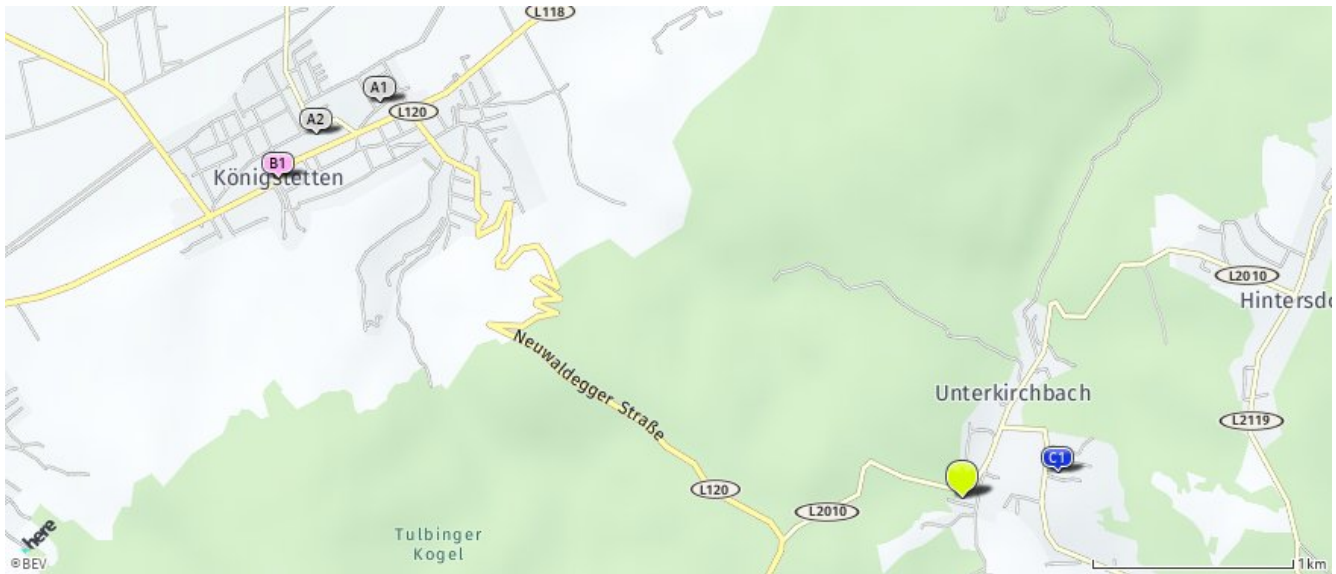 L118
A1
L120
A2
B1
Königstetten
L2010
Neuwaldegger Straße
Unterkirchbach
L2119
C1
L120
L2010
Tulbinger
Kogel
here
©BEV
1km